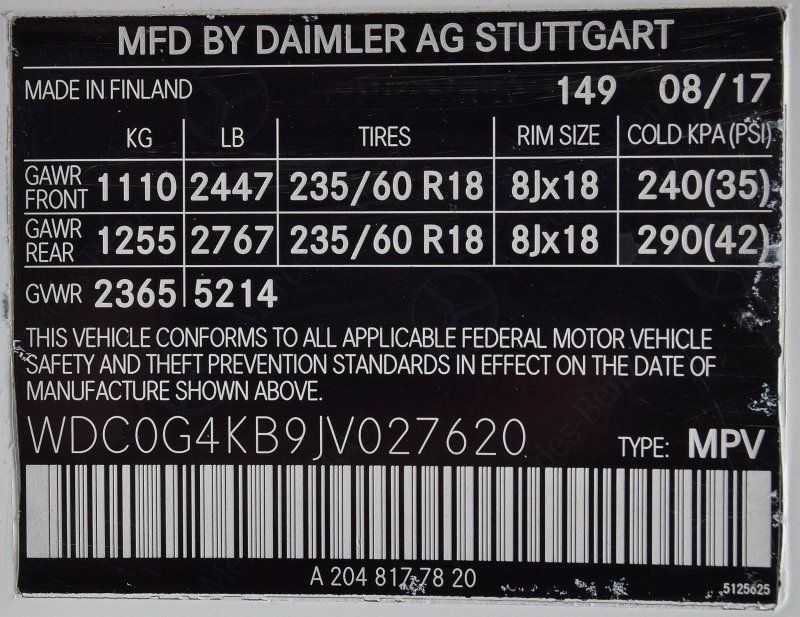 MFD BY DAIMLER AG STUTTGART
MADE IN FINLAND 149 08/17
KG LB TIRES RIM SIZE COLD KPA (PSI)
GAWR FRONT 1110 2447 235/60 R18 8Jx18 240(35)
GAWR REAR 1255 2767 235/60 R18 8Jx18 290(42)
GVWR 2365 5214
THIS VEHICLE CONFORMS TO ALL APPLICABLE FEDERAL MOTOR VEHICLE
SAFETY AND THEFT PREVENTION STANDARDS IN EFFECT ON THE DATE OF
MANUFACTURE SHOWN ABOVE.
WDC0G4KB9JV027620 TYPE: MPV
A 204 817 78 20
5125625